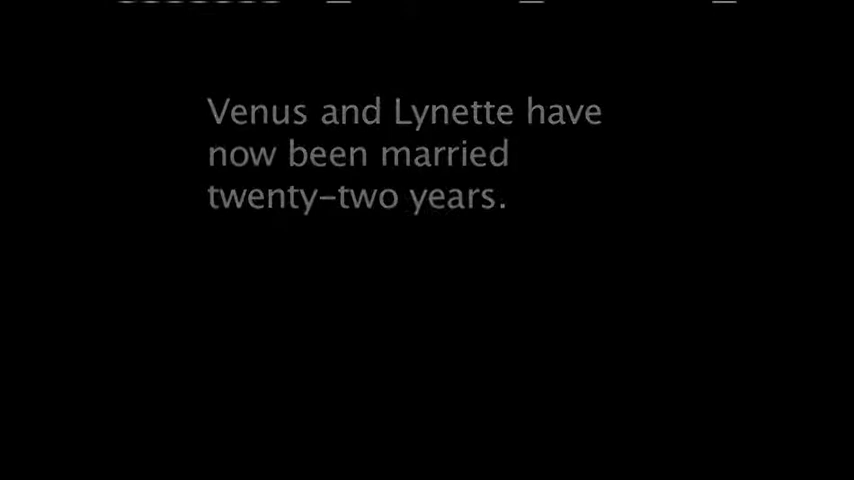 Venus and Lynette have
now been married
twenty-two years.